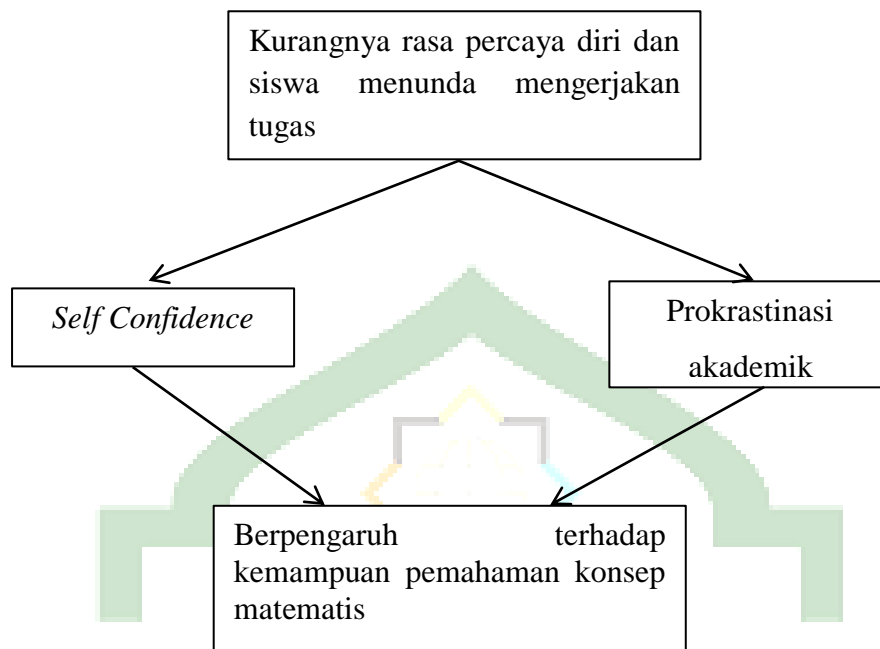 Kurangnya rasa percaya diri dan
siswa menunda mengerjakan
tugas
Self Confidence
Prokrastinasi
akademik
Berpengaruh terhadap
kemampuan pemahaman konsep
matematis